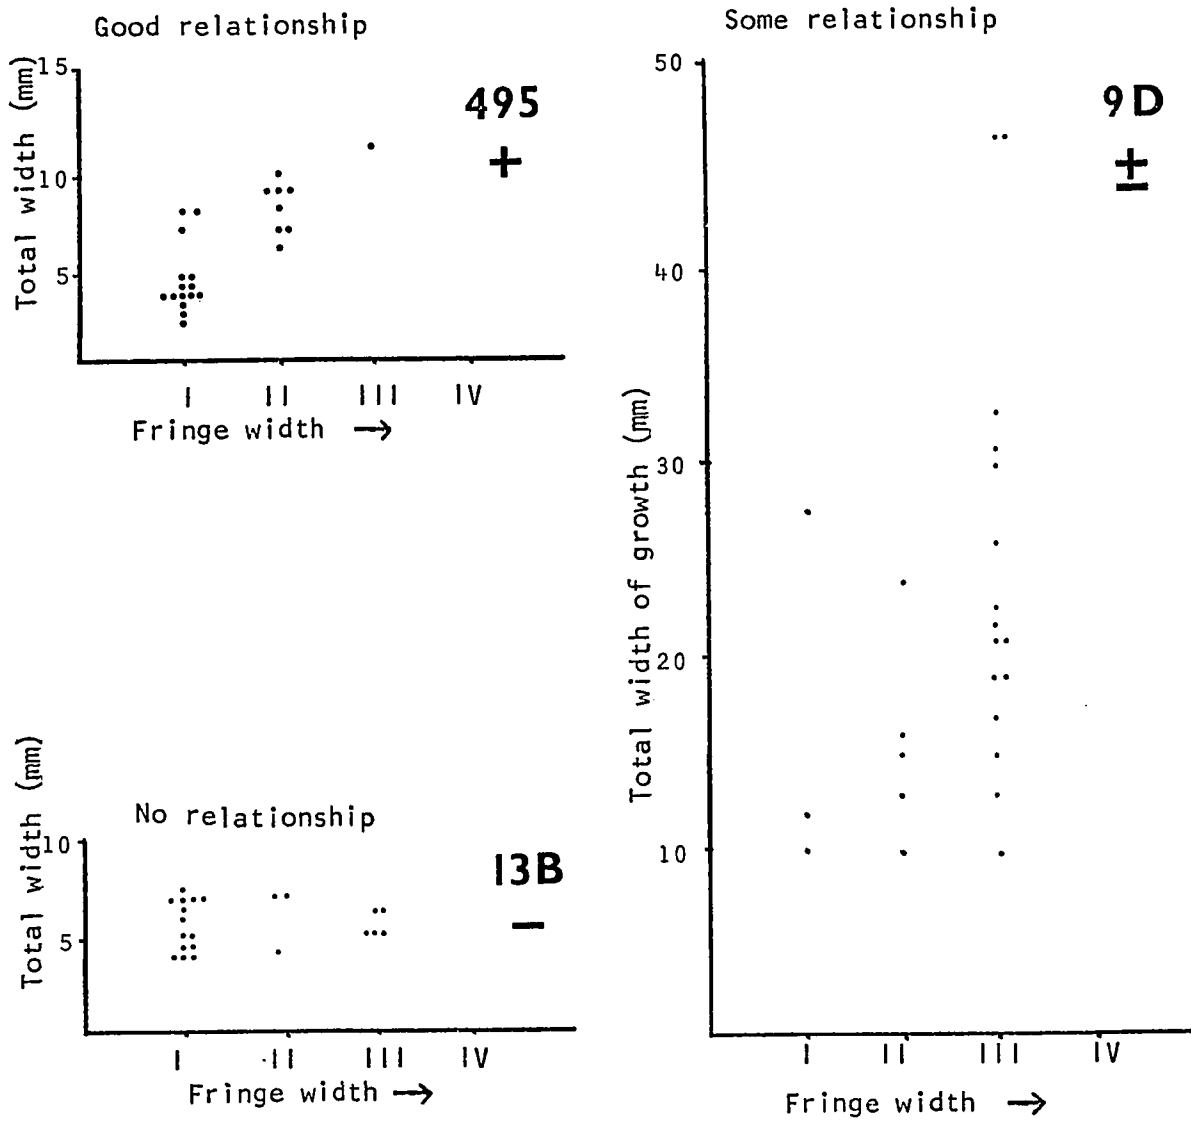 Good relationship
Total width (mm)
15
10
5
495
+
I II III IV
Fringe width →
Some relationship
Total width of growth (mm)
50
40
30
20
10
9D
±
I II III IV
Fringe width →
No relationship
Total width (mm)
10
5
13B
−
I II III IV
Fringe width →